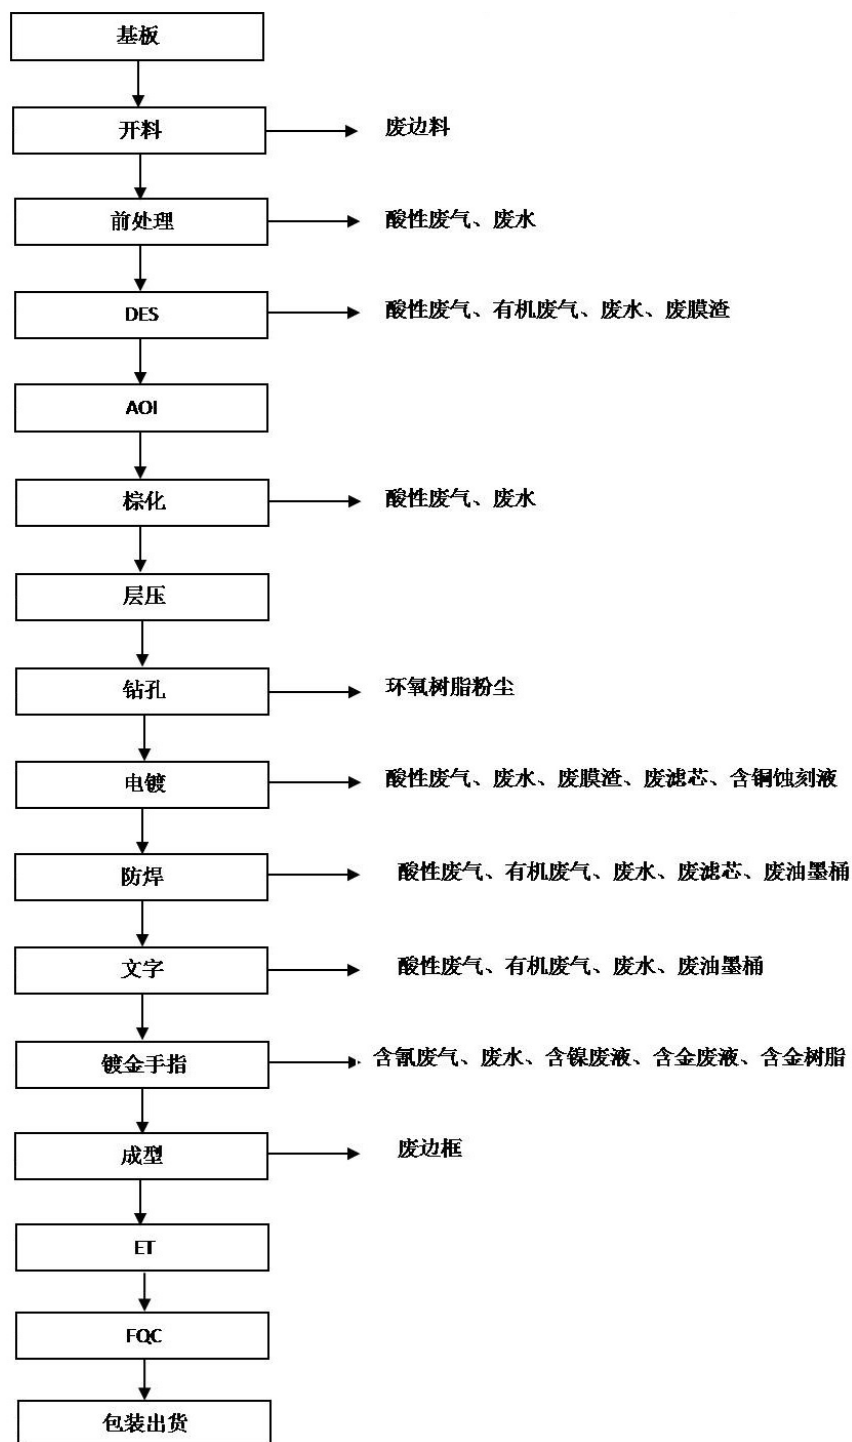 基板
开料
废边料
前处理
酸性废气、废水
DES
酸性废气、有机废气、废水、废膜渣
AOI
棕化
酸性废气、废水
层压
钻孔
环氧树脂粉尘
电镀
酸性废气、废水、废膜渣、废滤芯、含铜蚀刻液
防焊
酸性废气、有机废气、废水、废滤芯、废油墨桶
文字
酸性废气、有机废气、废水、废油墨桶
镀金手指
含氰废气、废水、含镍废液、含金废液、含金树脂
成型
废边框
ET
FQC
包装出货